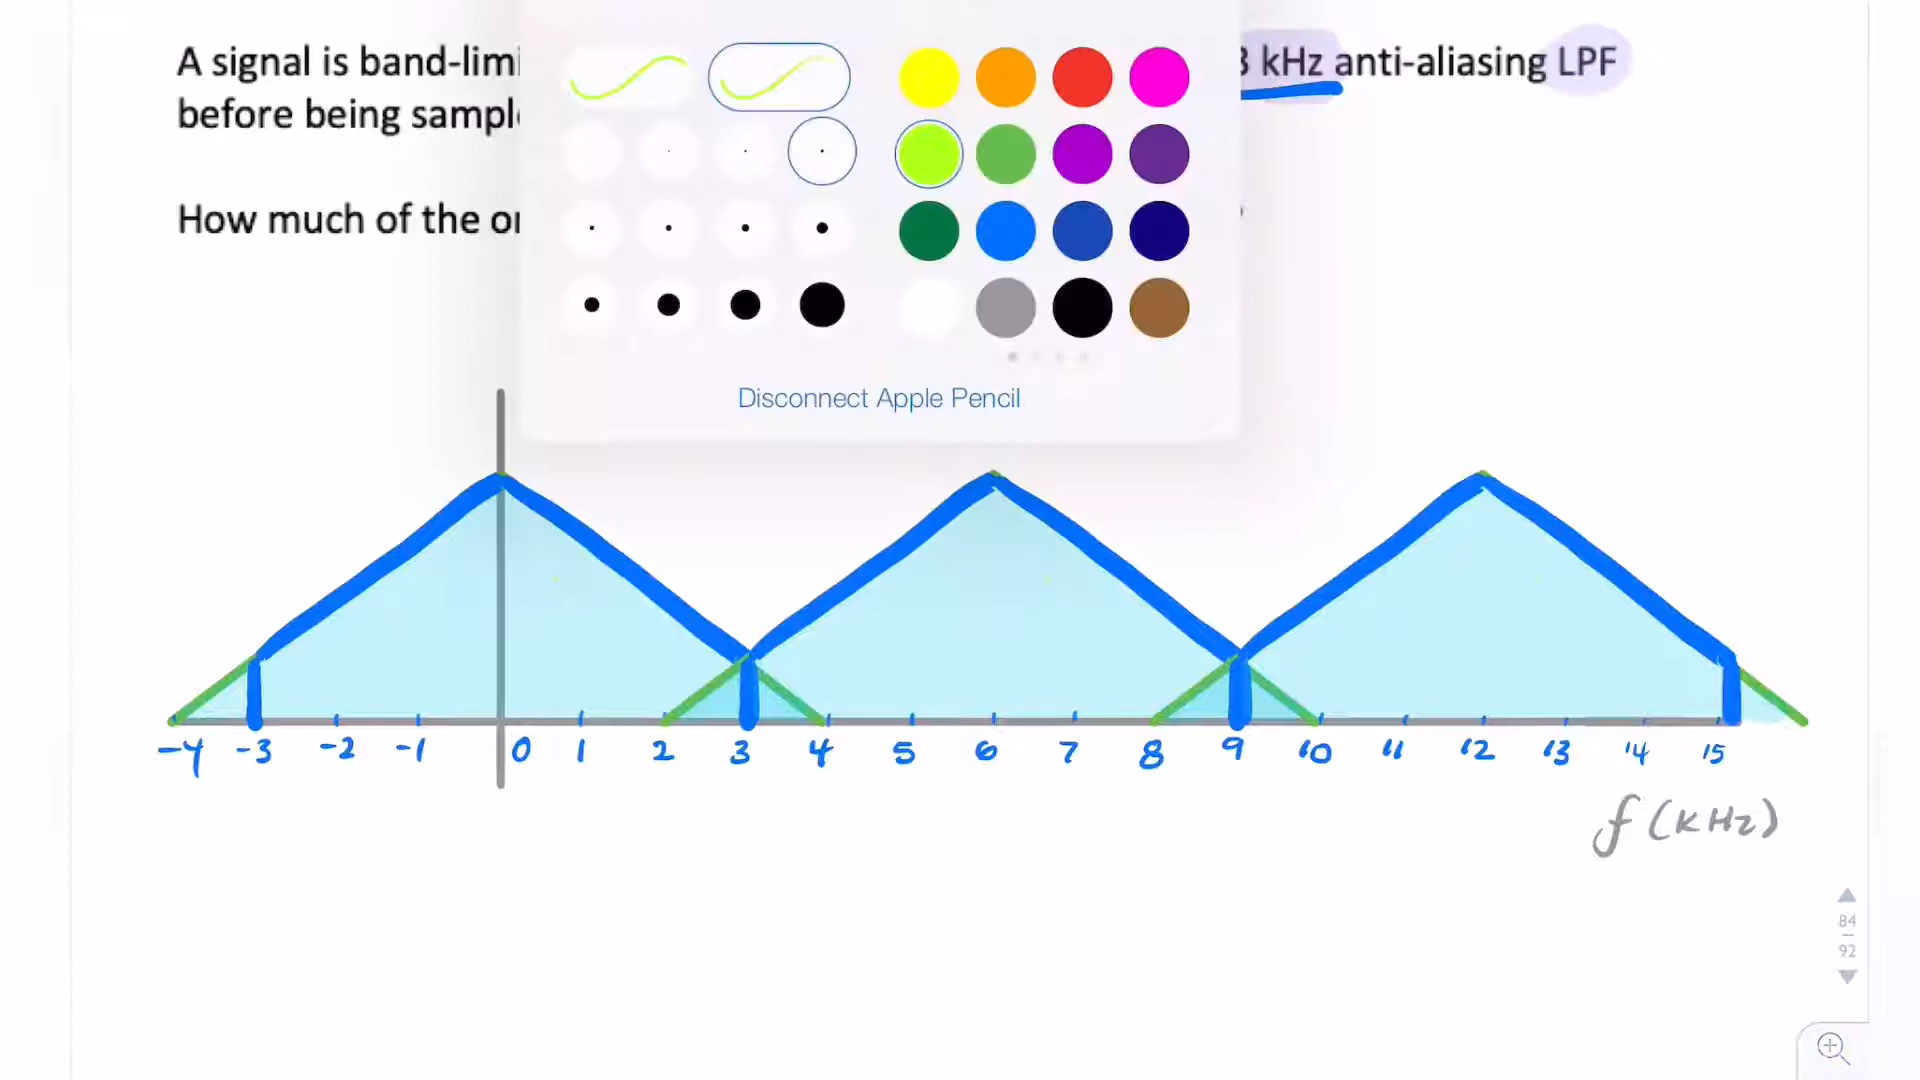 A signal is band-limi
kHz anti-aliasing LPF
before being sampl
How much of the or
Disconnect Apple Pencil
-4 -3 -2 -1 0 1 2 3 4 5 6 7 8 9 10 11 12 13 14 15
f (kHz)
84
92